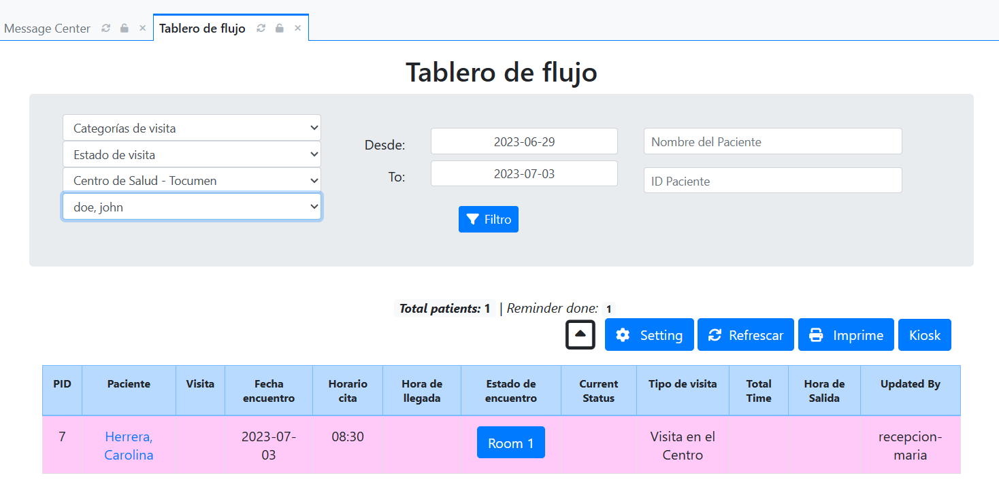 Message Center
Tablero de flujo
Tablero de flujo
Categorías de visita
Estado de visita
Centro de Salud - Tocumen
doe, john
Desde:
2023-06-29
To:
2023-07-03
Filtro
Nombre del Paciente
ID Paciente
Total patients: 1 | Reminder done: 1
Setting
Refrescar
Imprime
Kiosk
PID
Paciente
Visita
Fecha
encuentro
Horario
cita
Hora de
llegada
Estado de
encuentro
Current
Status
Tipo de visita
Total
Time
Hora de
Salida
Updated By
7
Herrera,
Carolina
2023-07-
03
08:30
Room 1
Visita en el
Centro
recepcion-
maria